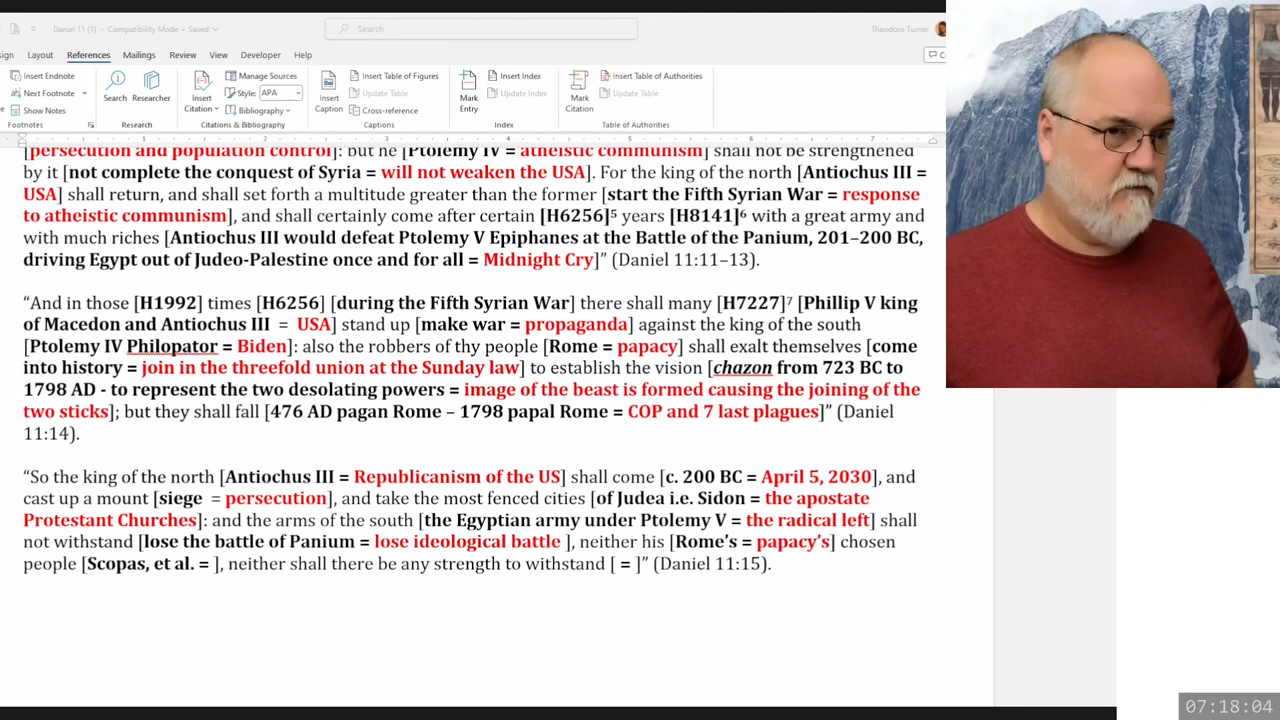 Daniel 11 (1) - Compatibility Mode • Saved
Search
Theodore Turner
sign Layout References Mailings Review View Developer Help
Insert Endnote
Next Footnote
Show Notes
Footnotes
Search
Researcher
Research
Insert Citation
Manage Sources
Style: APA
Bibliography
Citations & Bibliography
Insert Caption
Insert Table of Figures
Update Table
Cross-reference
Captions
Mark Entry
Insert Index
Update Index
Index
Mark Citation
Insert Table of Authorities
Update Table
Table of Authorities
1 2 3 4 5 6 7
[persecution and population control]: but he [Ptolemy IV = atheistic communism] shall not be strengthened
by it [not complete the conquest of Syria = will not weaken the USA]. For the king of the north [Antiochus III =
USA] shall return, and shall set forth a multitude greater than the former [start the Fifth Syrian War = response
to atheistic communism], and shall certainly come after certain [H6256]⁵ years [H8141]⁶ with a great army and
with much riches [Antiochus III would defeat Ptolemy V Epiphanes at the Battle of the Panium, 201–200 BC,
driving Egypt out of Judeo-Palestine once and for all = Midnight Cry]” (Daniel 11:11–13).
“And in those [H1992] times [H6256] [during the Fifth Syrian War] there shall many [H7227]⁷ [Phillip V king
of Macedon and Antiochus III = USA] stand up [make war = propaganda] against the king of the south
[Ptolemy IV Philopator = Biden]: also the robbers of thy people [Rome = papacy] shall exalt themselves [come
into history = join in the threefold union at the Sunday law] to establish the vision [chazon from 723 BC to
1798 AD - to represent the two desolating powers = image of the beast is formed causing the joining of the
two sticks]; but they shall fall [476 AD pagan Rome – 1798 papal Rome = COP and 7 last plagues]” (Daniel
11:14).
“So the king of the north [Antiochus III = Republicanism of the US] shall come [c. 200 BC = April 5, 2030], and
cast up a mount [siege = persecution], and take the most fenced cities [of Judea i.e. Sidon = the apostate
Protestant Churches]: and the arms of the south [the Egyptian army under Ptolemy V = the radical left] shall
not withstand [lose the battle of Panium = lose ideological battle ], neither his [Rome’s = papacy’s] chosen
people [Scopas, et al. = ], neither shall there be any strength to withstand [ = ]” (Daniel 11:15).
07:18:04